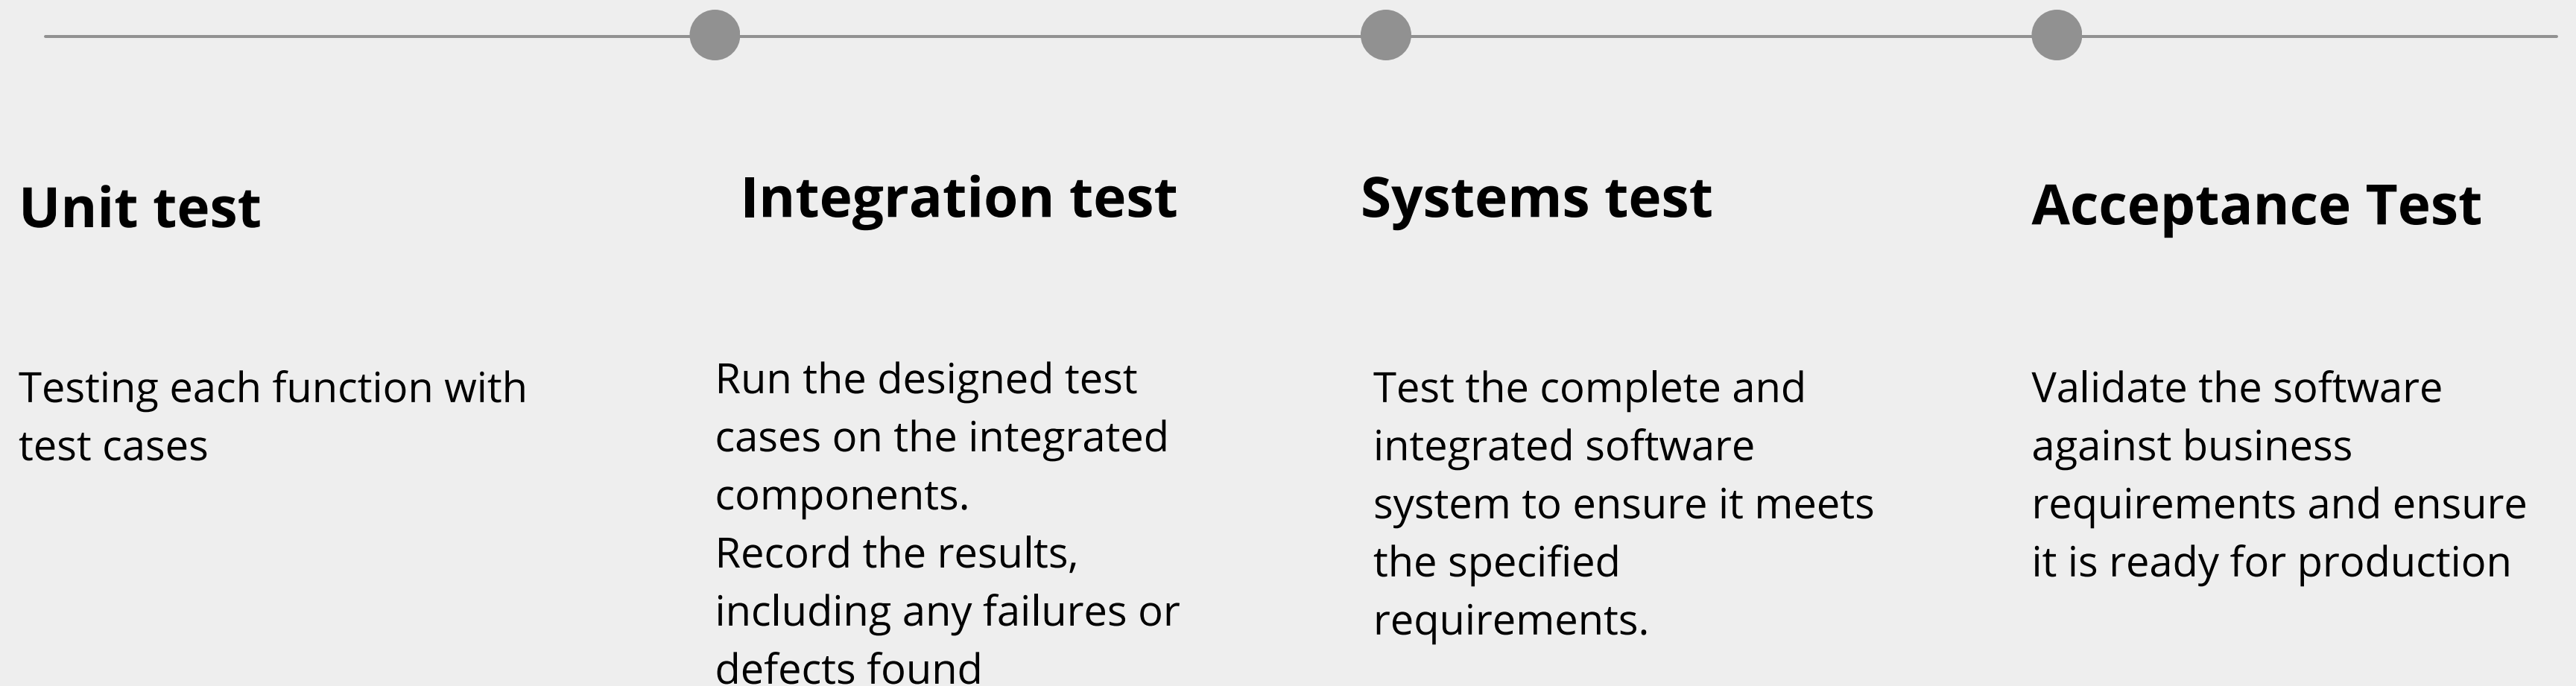 Unit test
Integration test
Systems test
Acceptance Test
Testing each function with
test cases
Run the designed test
cases on the integrated
components.
Record the results,
including any failures or
defects found
Test the complete and
integrated software
system to ensure it meets
the specified
requirements.
Validate the software
against business
requirements and ensure
it is ready for production